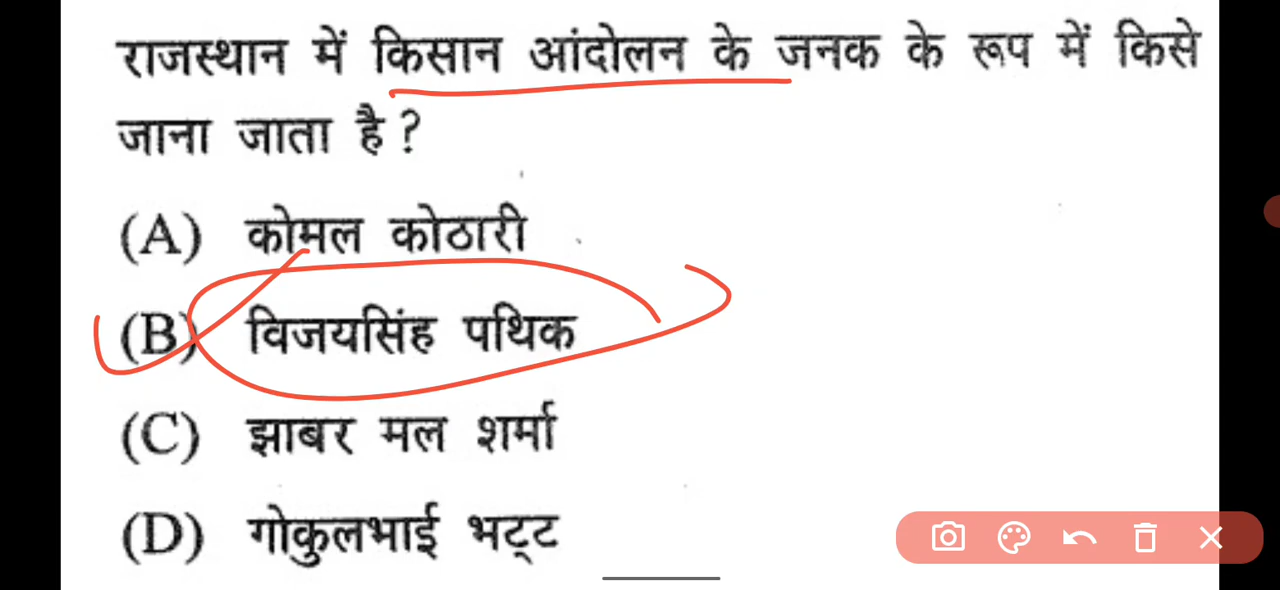 राजस्थान में किसान आंदोलन के जनक के रूप में किसे
जाना जाता है ?
(A) कोमल कोठारी
(B) विजयसिंह पथिक
(C) झाबर मल शर्मा
(D) गोकुलभाई भट्ट